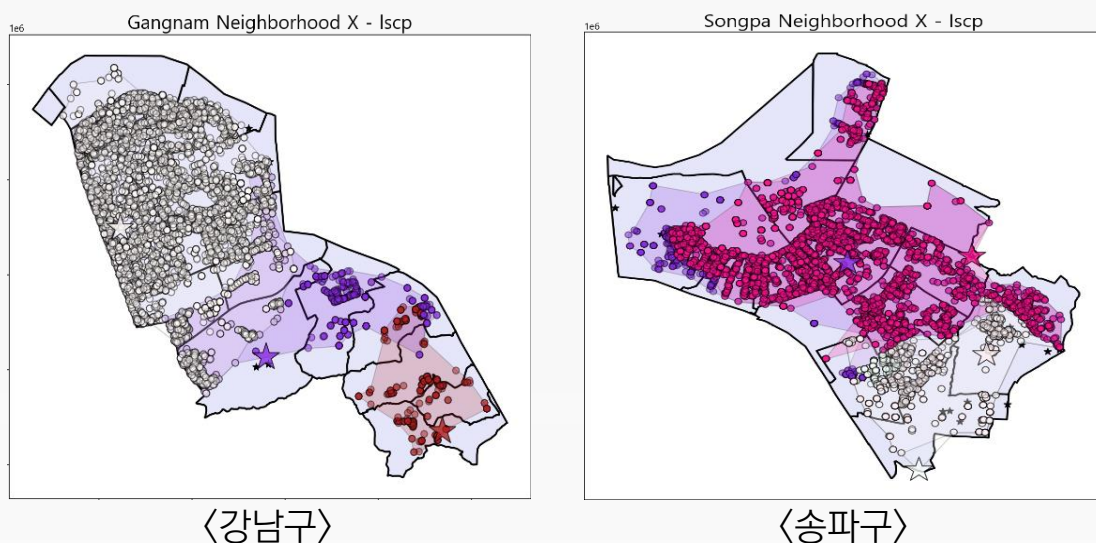 Gangnam Neighborhood X - lscp
1e6
<강남구>
Songpa Neighborhood X - lscp
1e6
<송파구>